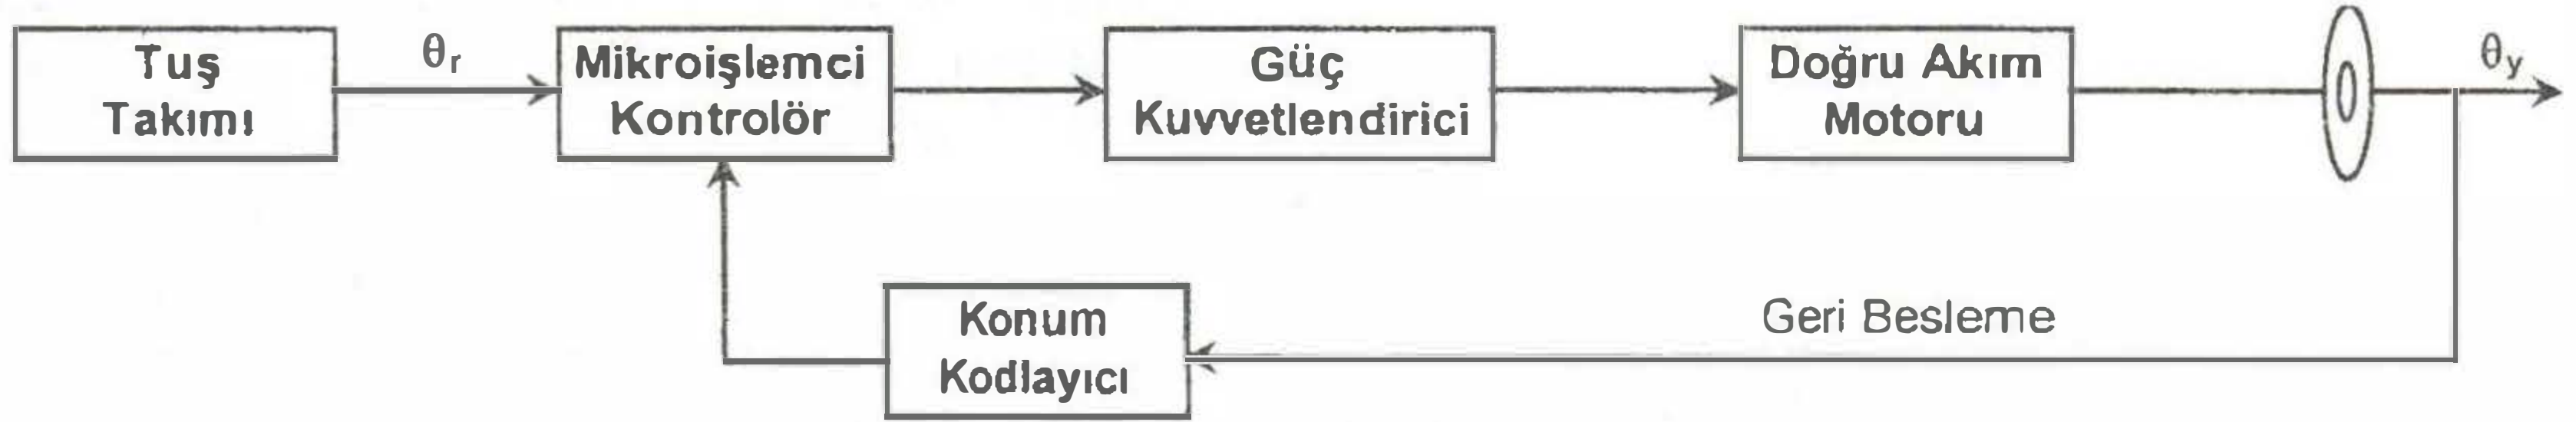 Tuş
Takımı
θr
Mikroişlemci
Kontrolör
Güç
Kuvvetlendirici
Doğru Akım
Motoru
θy
Konum
Kodlayıcı
Geri Besleme